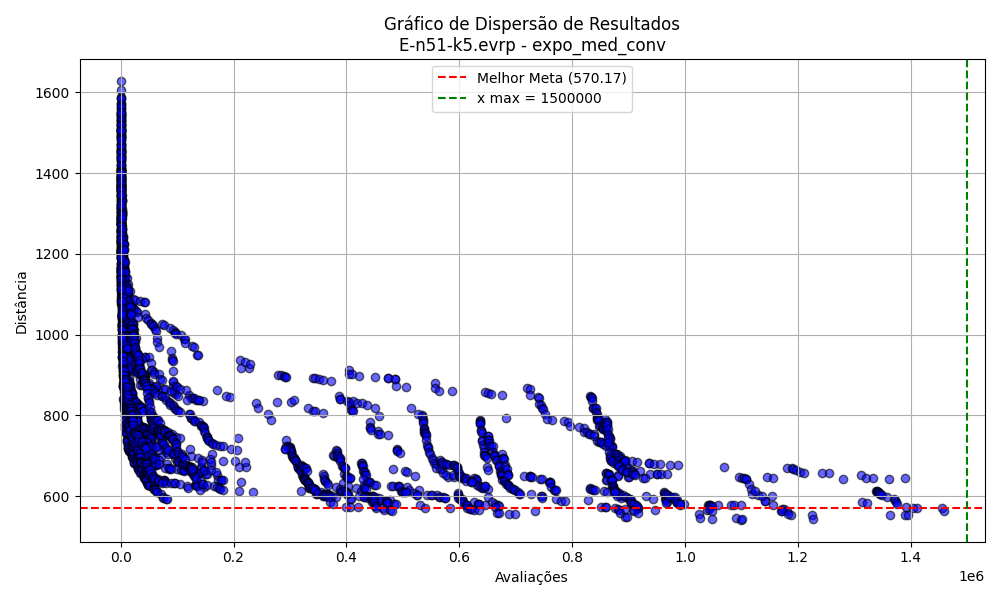 Gráfico de Dispersão de Resultados
E-n51-k5.evrp - expo_med_conv
Melhor Meta (570.17)
x max = 1500000
1600
1400
1200
1000
800
600
Distância
0.0 0.2 0.4 0.6 0.8 1.0 1.2 1.4
1e6
Avaliações